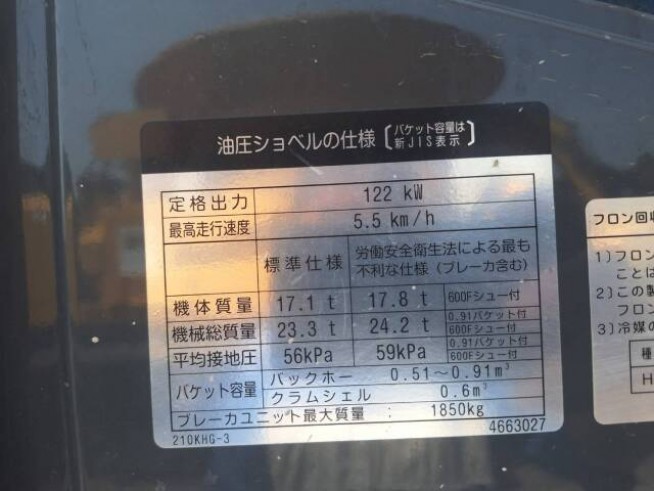 油圧ショベルの仕様〔バケット容量は新JIS表示〕
定格出力 122 kW
最高走行速度 5.5 km/h
標準仕様 労働安全衛生法による最も不利な仕様（ブレーカ含む）
機体質量 17.1 t 17.8 t 600Fシュー付
機械総質量 23.3 t 24.2 t 0.91バケット付 600Fシュー付
平均接地圧 56kPa 59kPa 0.91バケット付 600Fシュー付
バケット容量 バックホー 0.51～0.91m³
クラムシェル 0.6m³
ブレーカユニット最大質量 : 1850kg
210KHG-3 4663027
フロン回収
1)フロン
ことは
2)この製
フロン
3)冷媒の
種
H